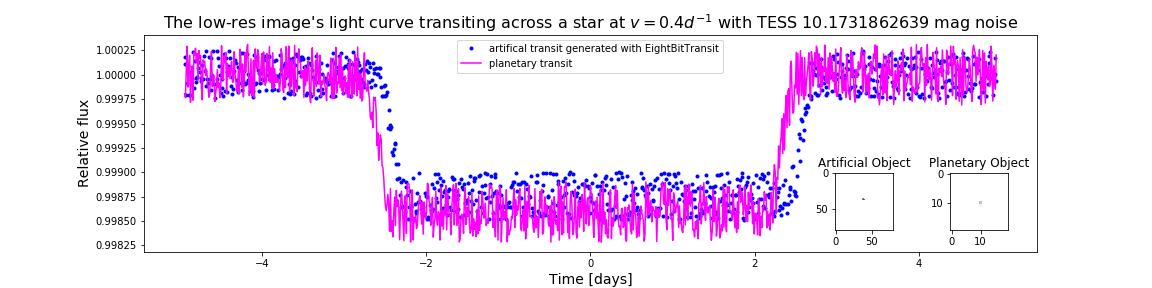 The low-res image's light curve transiting across a star at v = 0.4d⁻¹ with TESS 10.1731862639 mag noise
artifical transit generated with EightBitTransit
planetary transit
Relative flux
1.00025
1.00000
0.99975
0.99950
0.99925
0.99900
0.99875
0.99850
0.99825
Artificial Object
0
50
0 50
Planetary Object
0
10
0 10
−4 −2 0 2 4
Time [days]